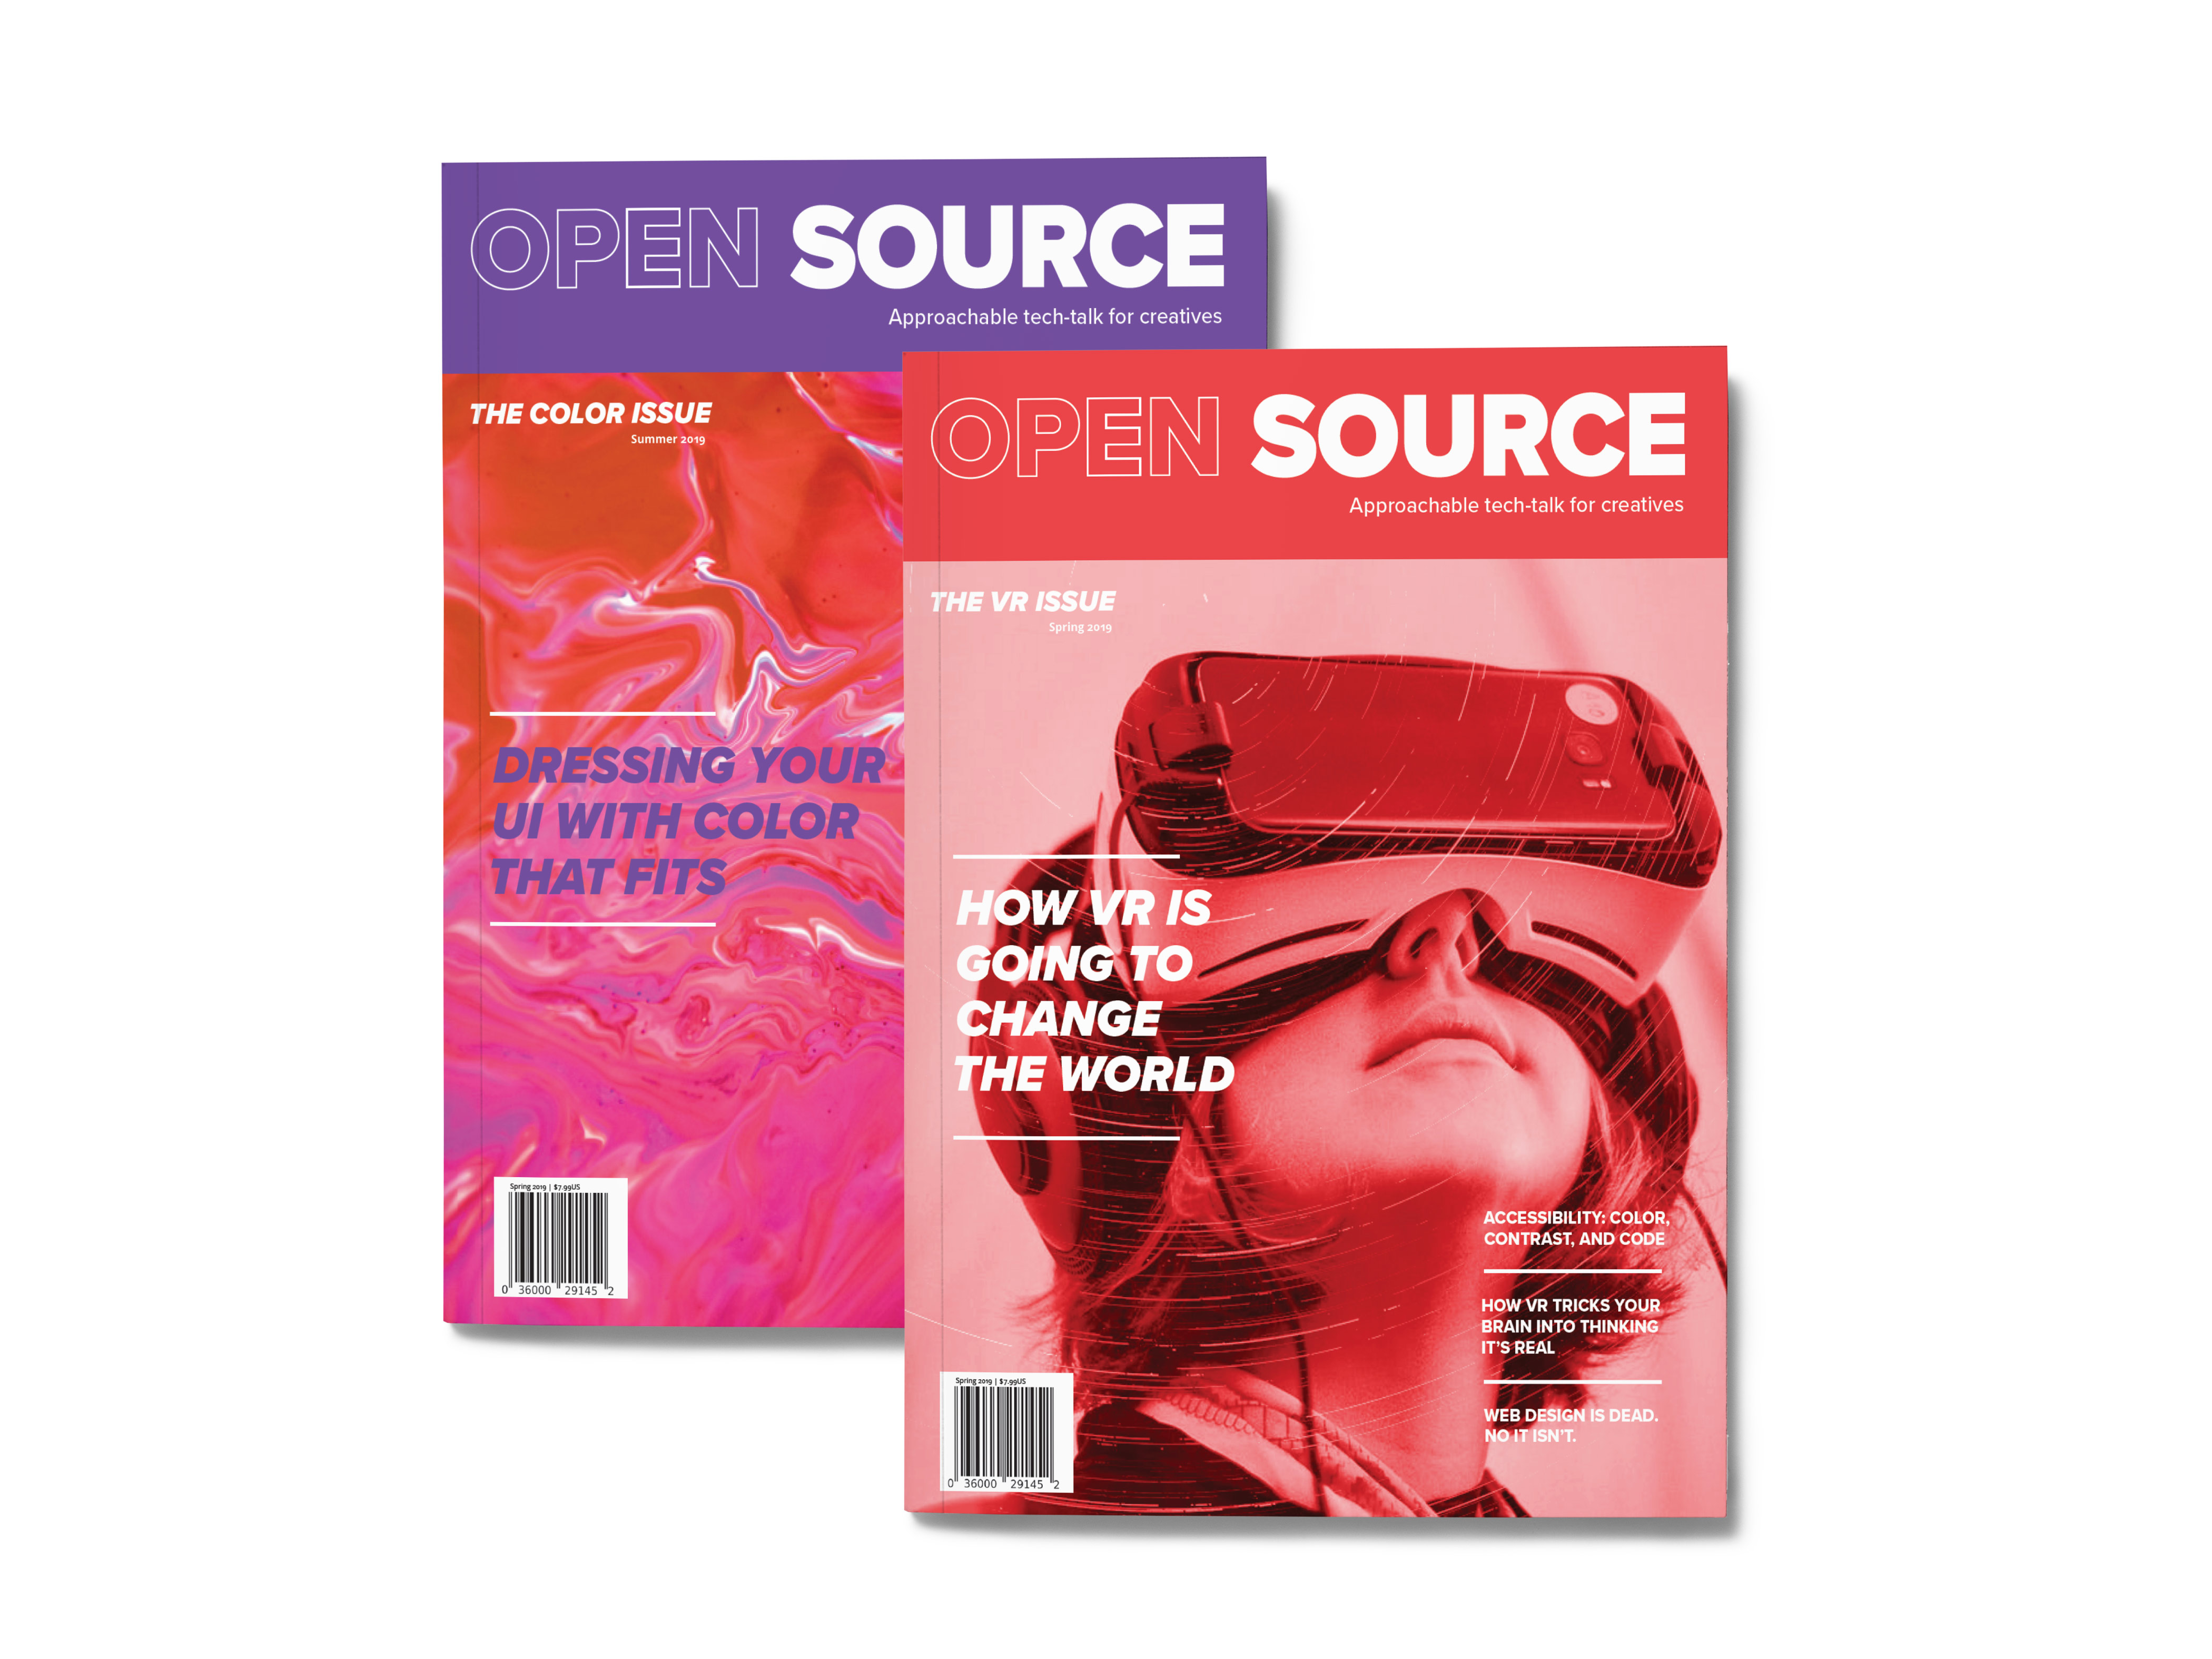 OPEN SOURCE
Approachable tech-talk for creatives
THE COLOR ISSUE
Summer 2019
DRESSING YOUR
UI WITH COLOR
THAT FITS
Spring 2019 | $7.99US
0 36000 29145 2
OPEN SOURCE
Approachable tech-talk for creatives
THE VR ISSUE
Spring 2019
HOW VR IS
GOING TO
CHANGE
THE WORLD
ACCESSIBILITY: COLOR,
CONTRAST, AND CODE
HOW VR TRICKS YOUR
BRAIN INTO THINKING
IT'S REAL
WEB DESIGN IS DEAD.
NO IT ISN'T.
Spring 2019 | $7.99US
0 36000 29145 2